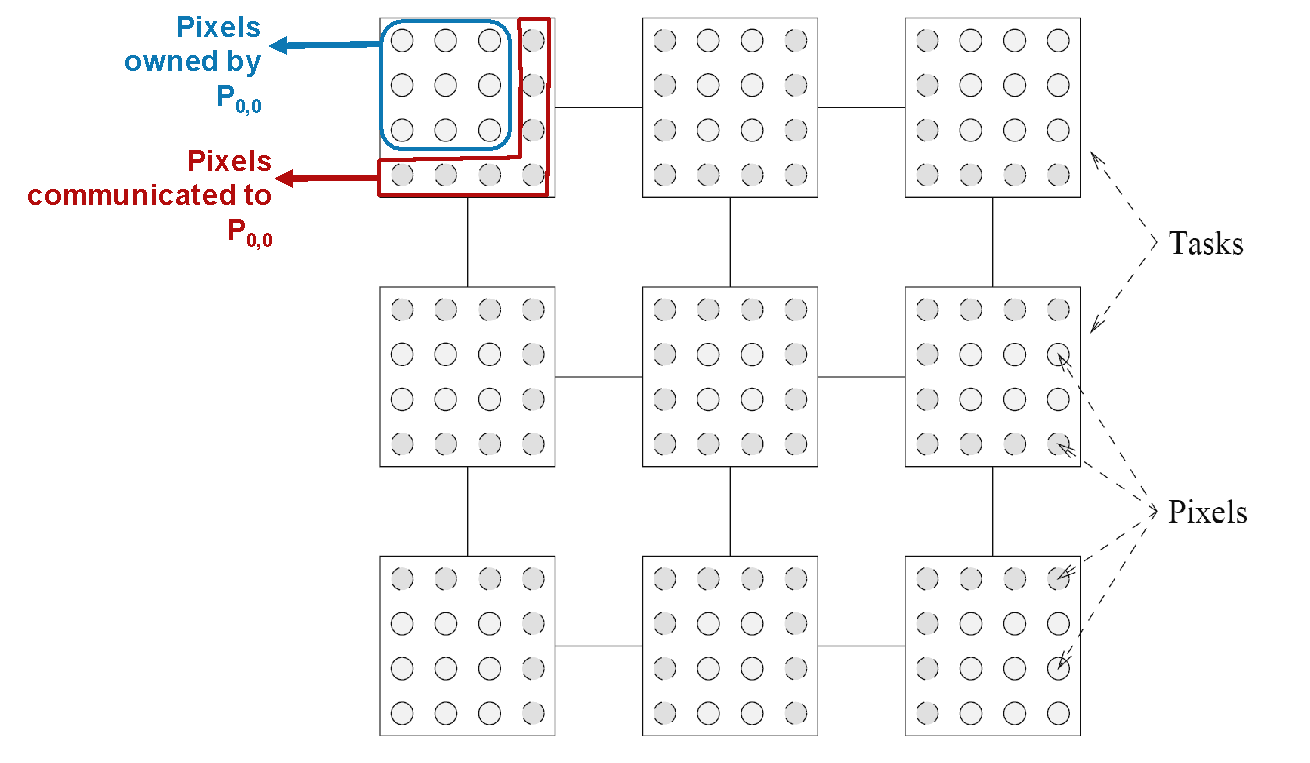 Pixels
owned by
P0,0
Pixels
communicated to
P0,0
Tasks
Pixels